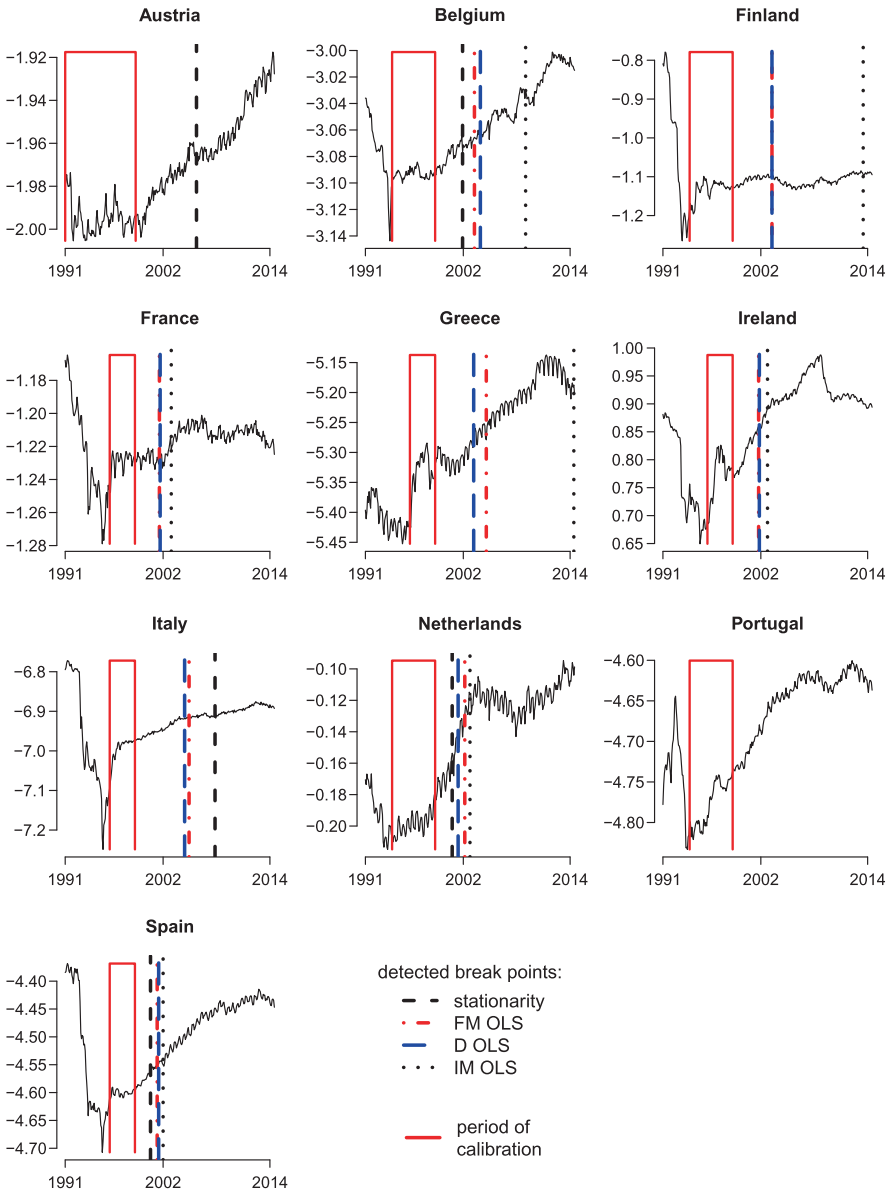 Austria
−1.92
−1.94
−1.96
−1.98
−2.00
1991 2002 2014
Belgium
−3.00
−3.02
−3.04
−3.06
−3.08
−3.10
−3.12
−3.14
1991 2002 2014
Finland
−0.8
−0.9
−1.0
−1.1
−1.2
1991 2002 2014
France
−1.18
−1.20
−1.22
−1.24
−1.26
−1.28
1991 2002 2014
Greece
−5.15
−5.20
−5.25
−5.30
−5.35
−5.40
−5.45
1991 2002 2014
Ireland
1.00
0.95
0.90
0.85
0.80
0.75
0.70
0.65
1991 2002 2014
Italy
−6.8
−6.9
−7.0
−7.1
−7.2
1991 2002 2014
Netherlands
−0.10
−0.12
−0.14
−0.16
−0.18
−0.20
1991 2002 2014
Portugal
−4.60
−4.65
−4.70
−4.75
−4.80
1991 2002 2014
Spain
−4.40
−4.45
−4.50
−4.55
−4.60
−4.65
−4.70
1991 2002 2014
detected break points:
stationarity
FM OLS
D OLS
IM OLS
period of
calibration